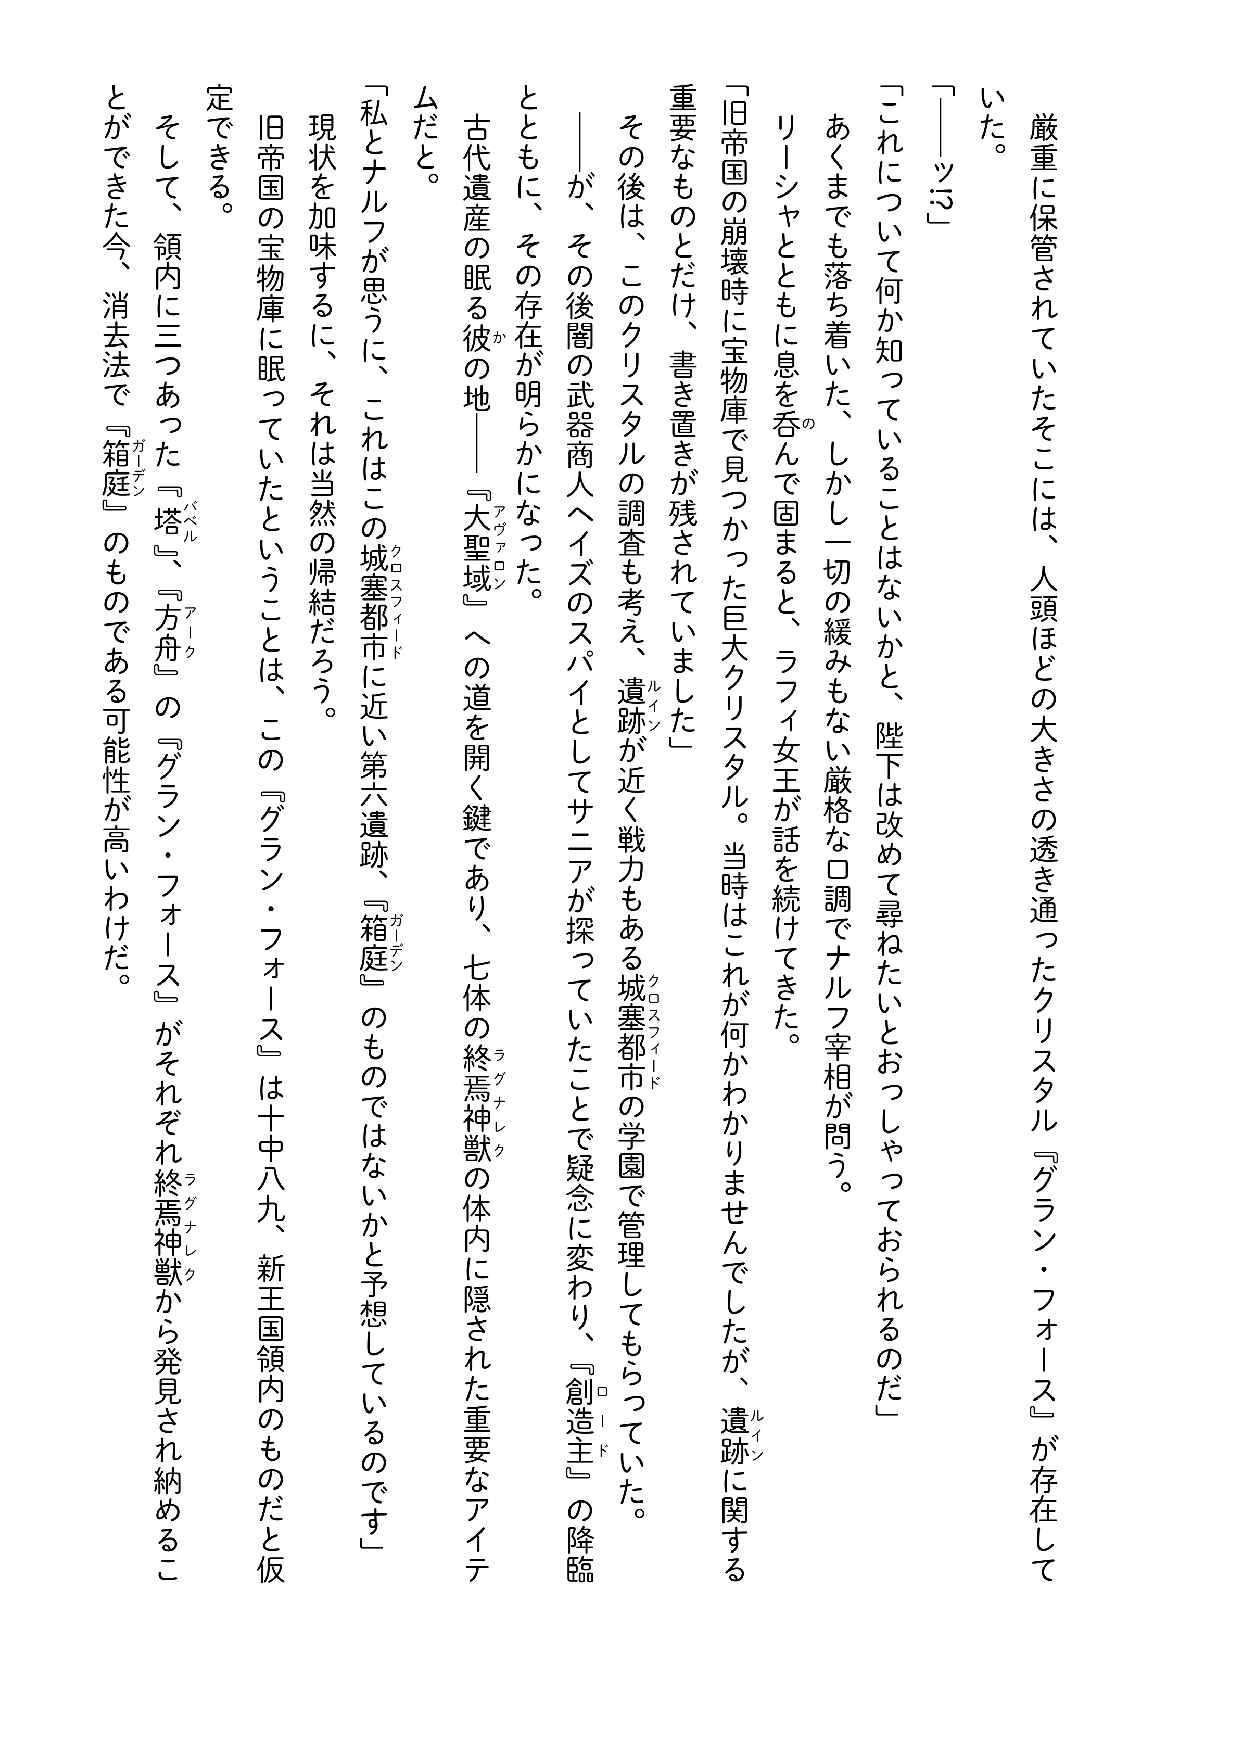 厳重に保管されていたそこには、人頭ほどの大きさの透き通ったクリスタル『グラン・フォース』が存在して
いた。
「――ッ!?」
「これについて何か知っていることはないかと、陛下は改めて尋ねたいとおっしゃっておられるのだ」
　あくまでも落ち着いた、しかし一切の緩みもない厳格な口調でナルフ宰相が問う。
　リーシャとともに息を呑んで固まると、ラフィ女王が話を続けてきた。
「旧帝国の崩壊時に宝物庫で見つかった巨大クリスタル。当時はこれが何かわかりませんでしたが、遺跡に関する
重要なものとだけ、書き置きが残されていました」
　その後は、このクリスタルの調査も考え、遺跡が近く戦力もある城塞都市の学園で管理してもらっていた。
　――が、その後闇の武器商人ヘイズのスパイとしてサニアが探っていたことで疑念に変わり、『創造主』の降臨
とともに、その存在が明らかになった。
　古代遺産の眠る彼の地――『大聖域』への道を開く鍵であり、七体の終焉神獣の体内に隠された重要なアイテ
ムだと。
「私とナルフが思うに、これはこの城塞都市に近い第六遺跡、『箱庭』のものではないかと予想しているのです」
　現状を加味するに、それは当然の帰結だろう。
　旧帝国の宝物庫に眠っていたということは、この『グラン・フォース』は十中八九、新王国領内のものだと仮
定できる。
　そして、領内に三つあった『塔』、『方舟』の『グラン・フォース』がそれぞれ終焉神獣から発見され納めるこ
とができた今、消去法で『箱庭』のものである可能性が高いわけだ。